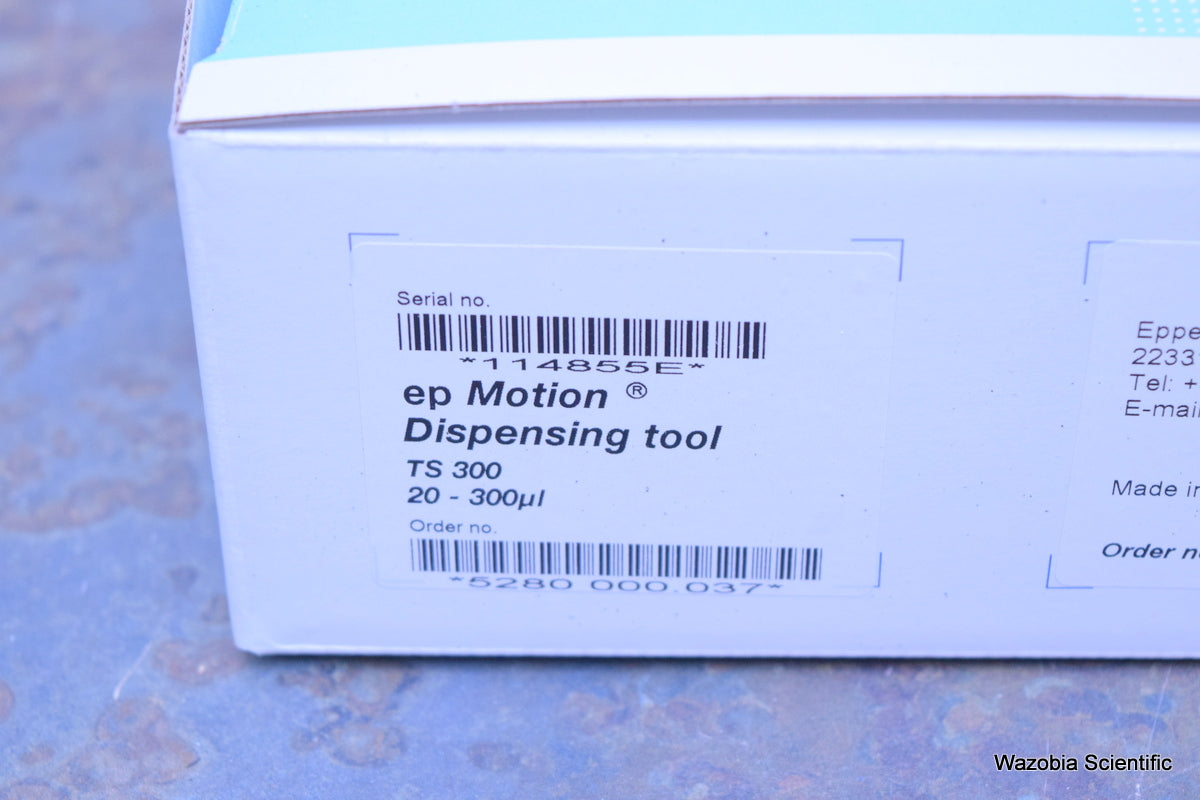 Serial no.
*114855E*
ep Motion ®
Dispensing tool
TS 300
20 - 300µl
Order no.
*5280 000.037*
Eppe
2233
Tel: +
E-mai
Made in
Order n
Wazobia Scientific